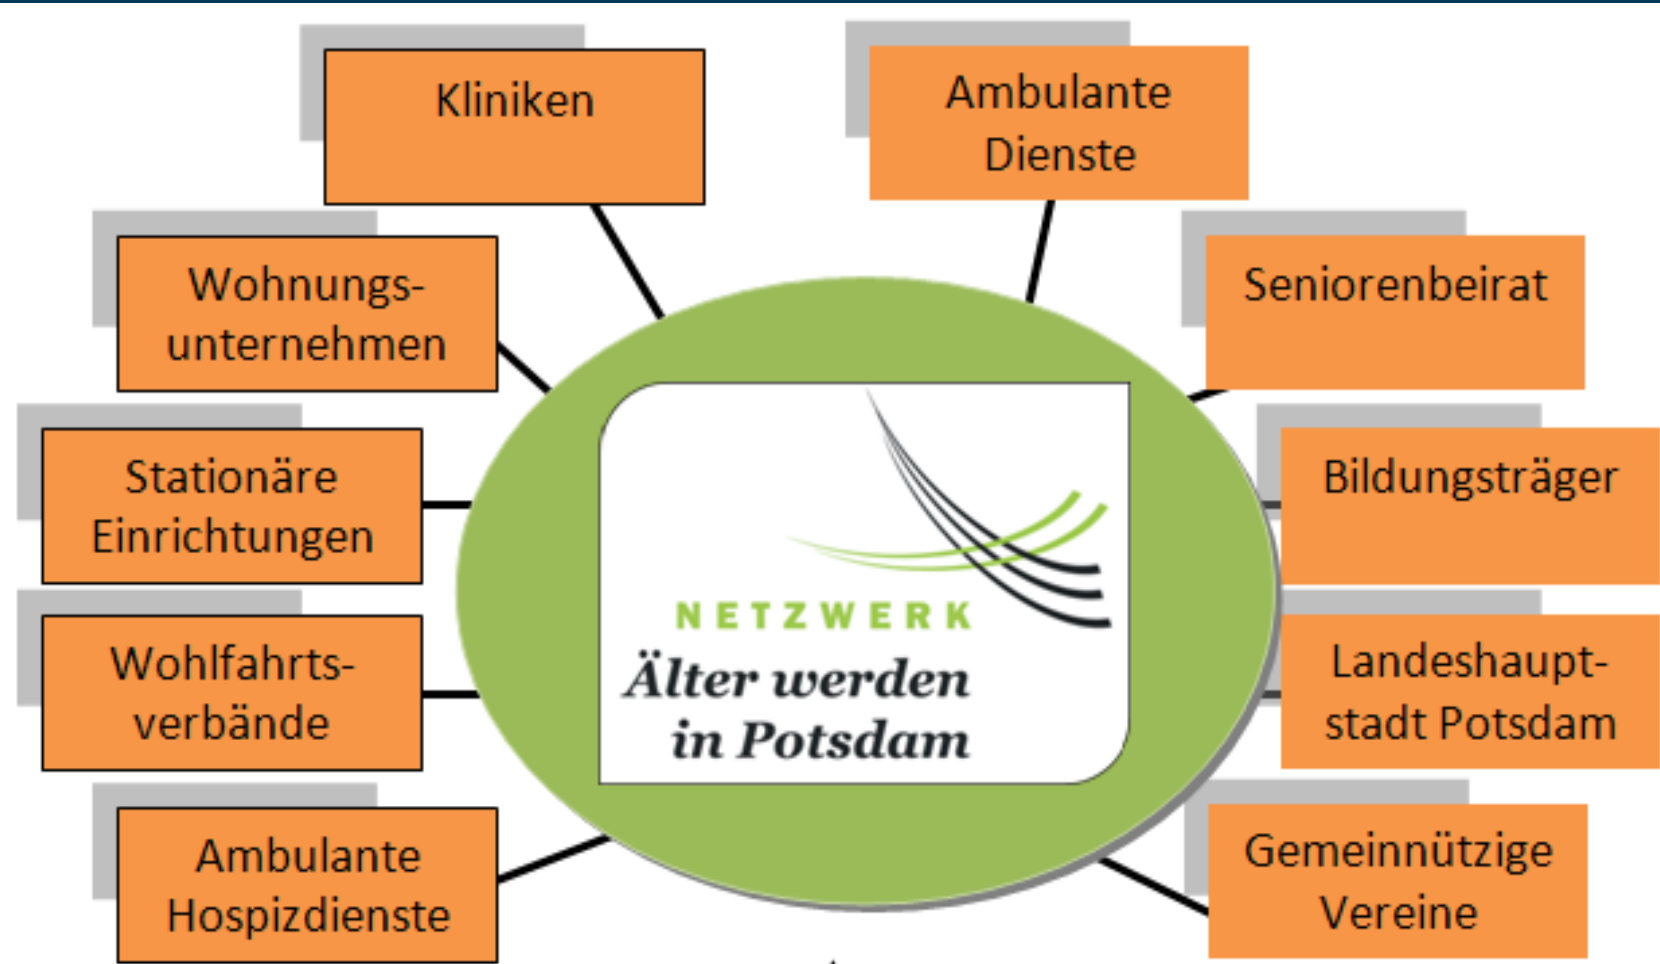 Kliniken
Ambulante
Dienste
Wohnungs-
unternehmen
Seniorenbeirat
Stationäre
Einrichtungen
Bildungsträger
NETZWERK
Älter werden
in Potsdam
Wohlfahrts-
verbände
Landeshaupt-
stadt Potsdam
Ambulante
Hospizdienste
Gemeinnützige
Vereine